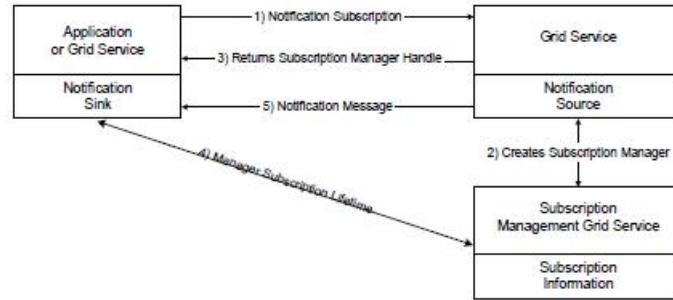 Application
or Grid Service
Notification
Sink
1) Notification Subscription
3) Returns Subscription Manager Handle
5) Notification Message
Grid Service
Notification
Source
2) Creates Subscription Manager
4) Manager Subscription Lifetime
Subscription
Management Grid Service
Subscription
Information